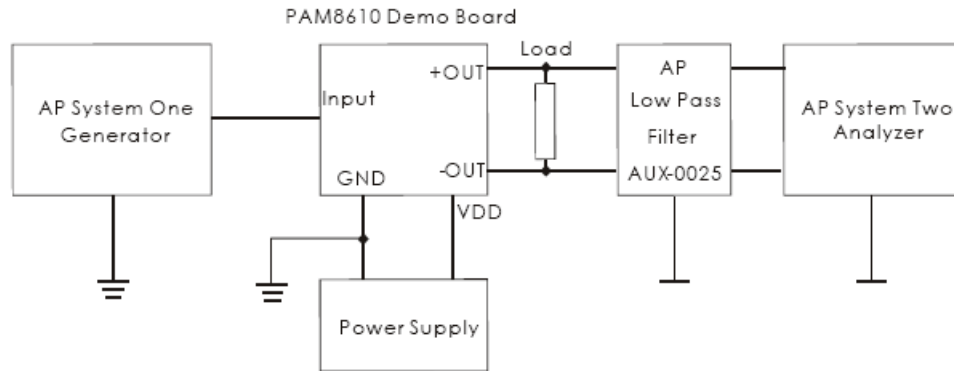 PAM8610 Demo Board
AP System One
Generator
Input
+OUT
-OUT
GND
VDD
Load
AP
Low Pass
Filter
AUX-0025
AP System Two
Analyzer
Power Supply